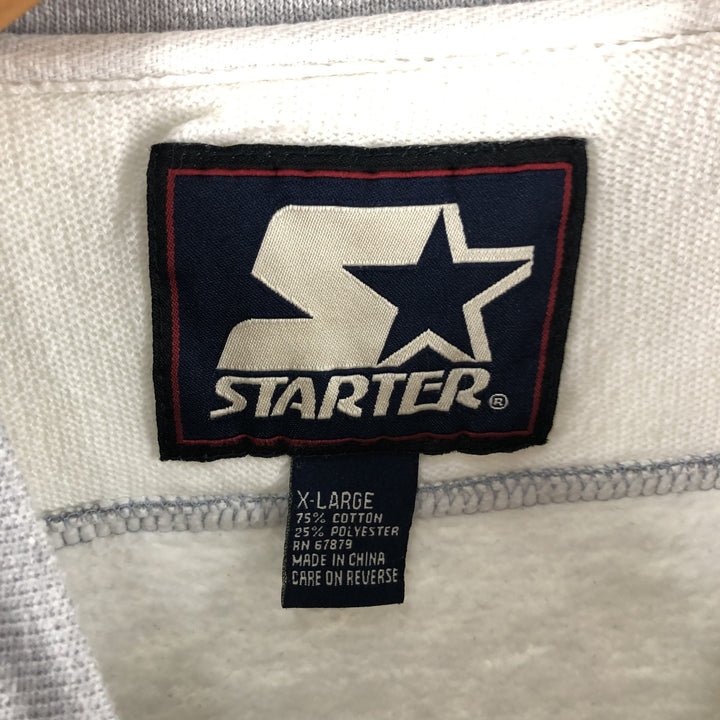 STARTER®
X-LARGE
75% COTTON
25% POLYESTER
RN 67879
MADE IN CHINA
CARE ON REVERSE